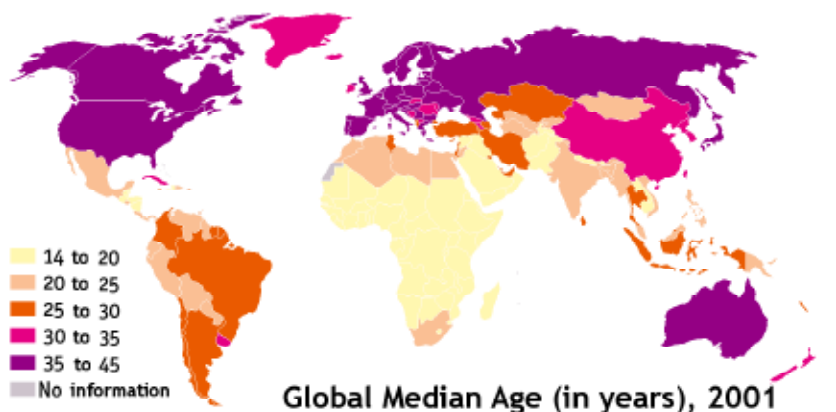 14 to 20
20 to 25
25 to 30
30 to 35
35 to 45
No information
Global Median Age (in years), 2001